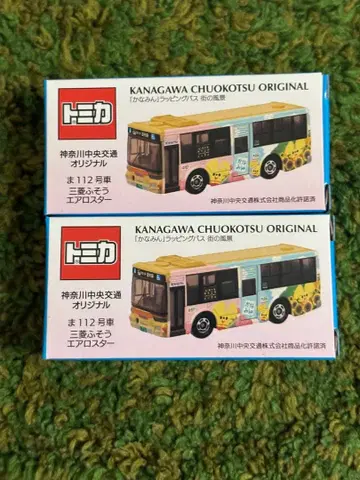 トミカ
KANAGAWA CHUOKOTSU ORIGINAL
「かなみん」ラッピングバス 街の風景
神奈川中央交通
オリジナル
ま112号車
三菱ふそう
エアロスター
神奈川中央交通株式会社商品化許諾済
トミカ
KANAGAWA CHUOKOTSU ORIGINAL
「かなみん」ラッピングバス 街の風景
神奈川中央交通
オリジナル
ま112号車
三菱ふそう
エアロスター
神奈川中央交通株式会社商品化許諾済